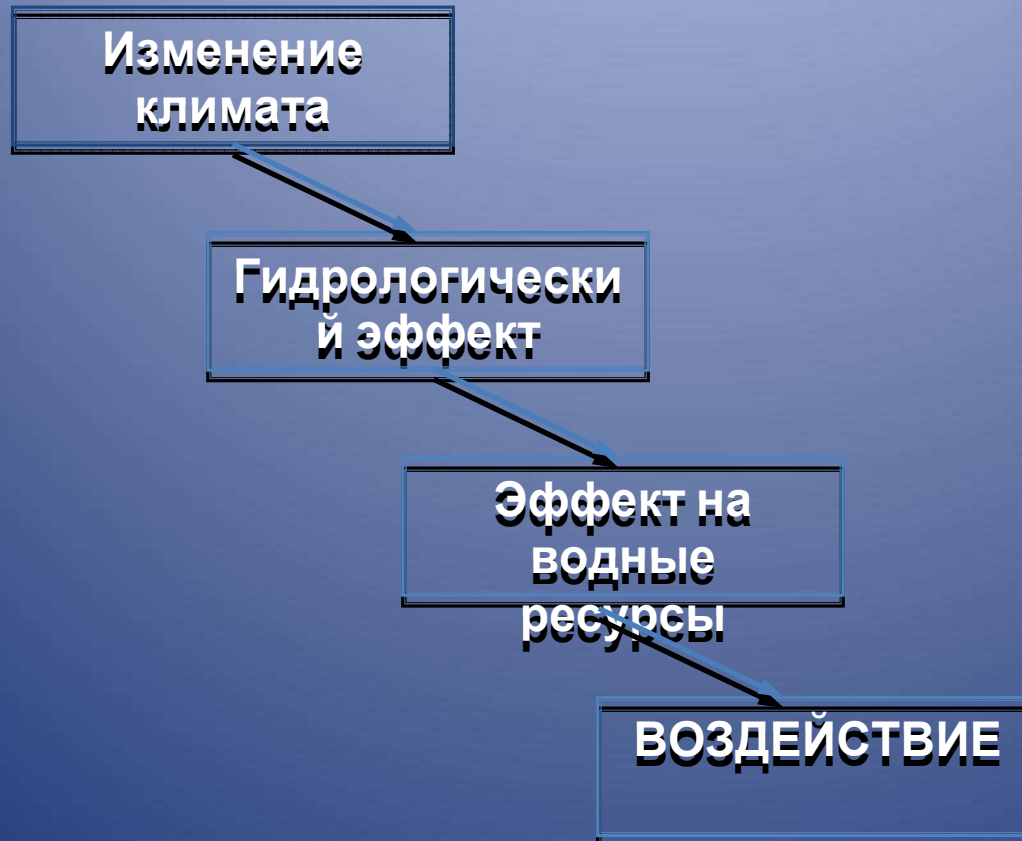 Изменение
климата
Гидрологически
й эффект
Эффект на
водные
ресурсы
ВОЗДЕЙСТВИЕ